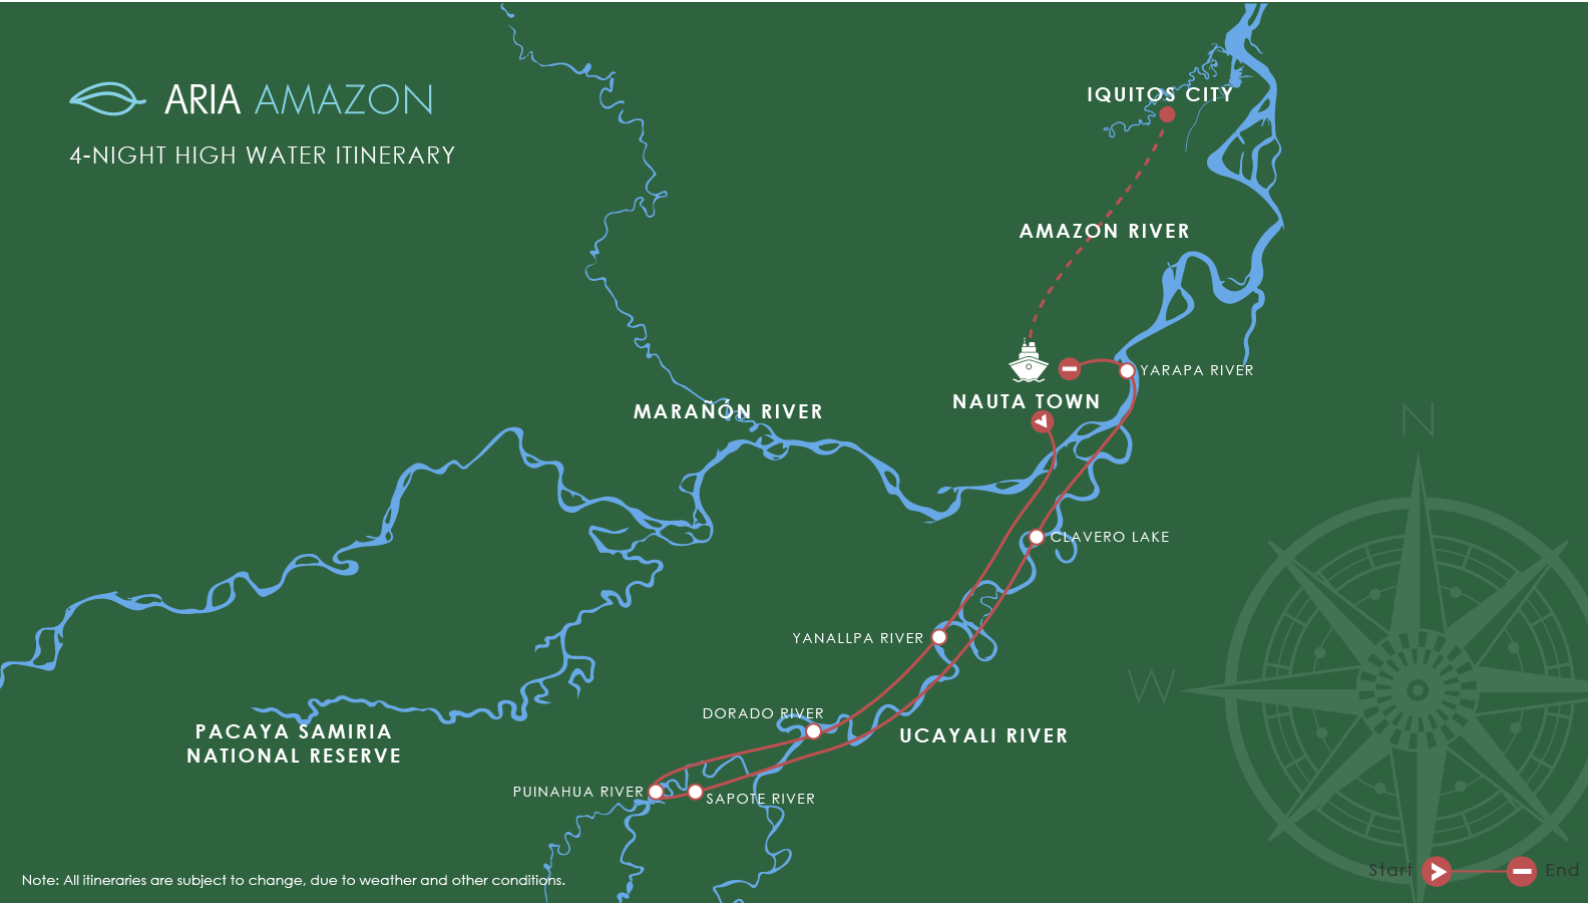 ARIA AMAZON
4-NIGHT HIGH WATER ITINERARY
IQUITOS CITY
AMAZON RIVER
YARAPA RIVER
NAUTA TOWN
MARAÑÓN RIVER
N
CLAVERO LAKE
YANALLPA RIVER
W
DORADO RIVER
UCAYALI RIVER
PACAYA SAMIRIA
NATIONAL RESERVE
PUINAHUA RIVER
SAPOTE RIVER
Start
End
Note: All itineraries are subject to change, due to weather and other conditions.